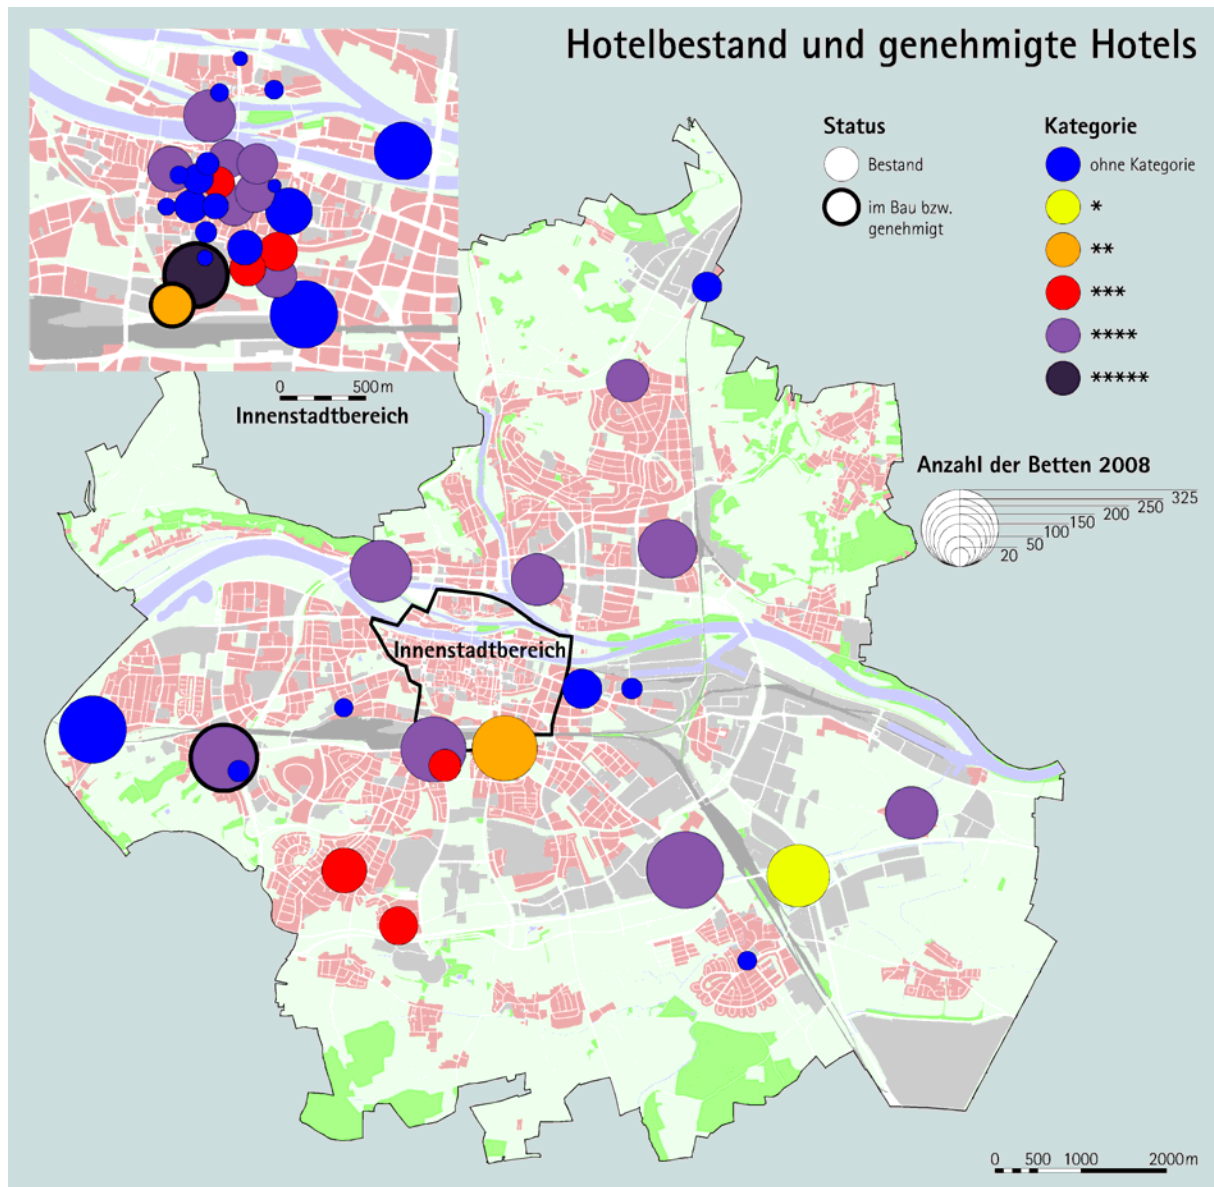 Hotelbestand und genehmigte Hotels
Status
Bestand
im Bau bzw.
genehmigt
Kategorie
ohne Kategorie
*
**
***
****
*****
0 500m
Innenstadtbereich
Anzahl der Betten 2008
20 50 100 150 200 250 325
Innenstadtbereich
0 500 1000 2000m